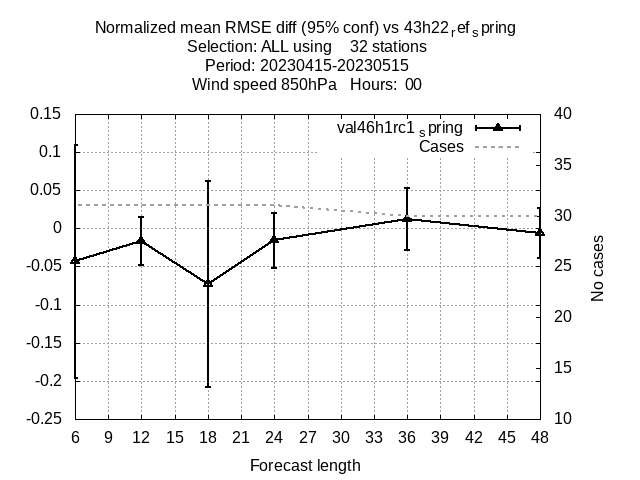 Normalized mean RMSE diff (95% conf) vs 43h22refspring
Selection: ALL using 32 stations
Period: 20230415-20230515
Wind speed 850hPa Hours: 00
0.15
0.1
0.05
0
-0.05
-0.1
-0.15
-0.2
-0.25
40
35
30
25
20
15
10
val46h1rc1spring
Cases
No cases
6 9 12 15 18 21 24 27 30 33 36 39 42 45 48
Forecast length